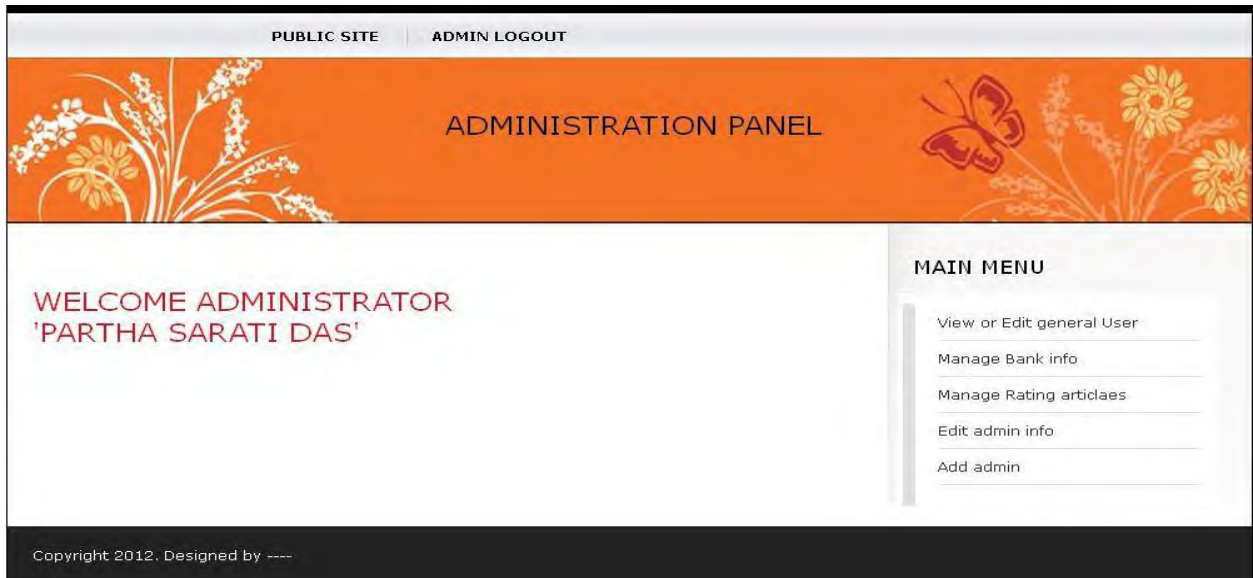 PUBLIC SITE ADMIN LOGOUT
ADMINISTRATION PANEL
WELCOME ADMINISTRATOR
'PARTHA SARATI DAS'
MAIN MENU
View or Edit general User
Manage Bank info
Manage Rating articlaes
Edit admin info
Add admin
Copyright 2012. Designed by ----